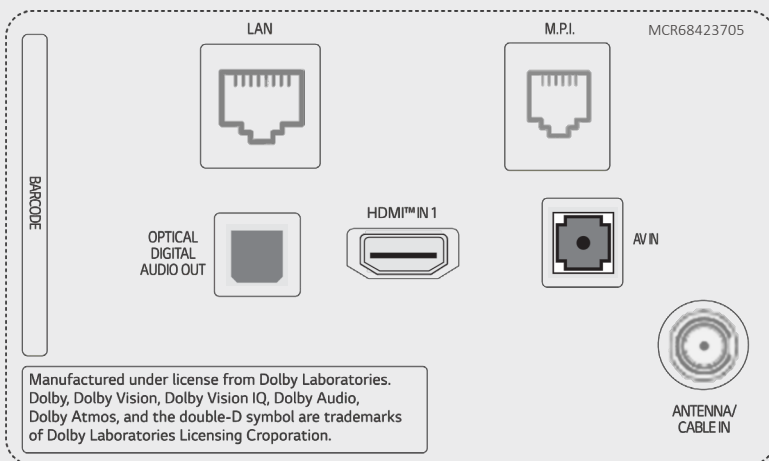 LAN
M.P.I.
MCR68423705
BARCODE
HDMI™ IN 1
OPTICAL
DIGITAL
AUDIO OUT
AV IN
Manufactured under license from Dolby Laboratories.
Dolby, Dolby Vision, Dolby Vision IQ, Dolby Audio,
Dolby Atmos, and the double-D symbol are trademarks
of Dolby Laboratories Licensing Croporation.
ANTENNA/
CABLE IN